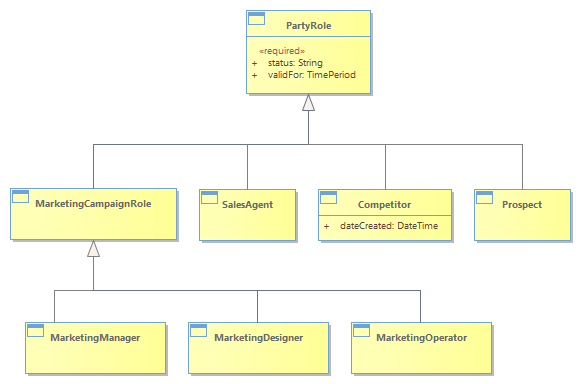 PartyRole
«required»
+ status: String
+ validFor: TimePeriod
MarketingCampaignRole
SalesAgent
Competitor
+ dateCreated: DateTime
Prospect
MarketingManager
MarketingDesigner
MarketingOperator